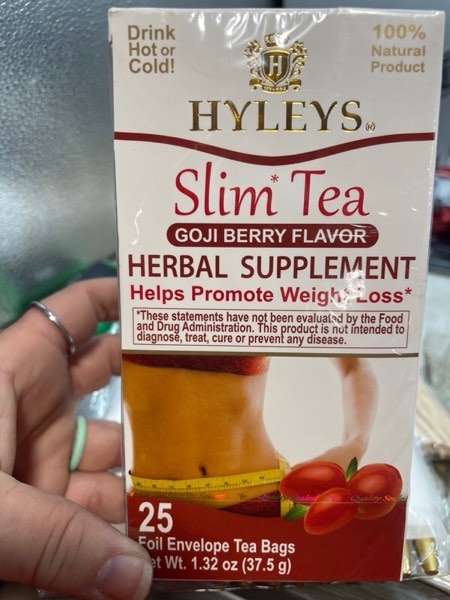 Drink
Hot or
Cold!
100%
Natural
Product
H
HYLEYS®
Slim* Tea
GOJI BERRY FLAVOR
HERBAL SUPPLEMENT
Helps Promote Weight Loss*
*These statements have not been evaluated by the Food
and Drug Administration. This product is not intended to
diagnose, treat, cure or prevent any disease.
25
Foil Envelope Tea Bags
et Wt. 1.32 oz (37.5 g)